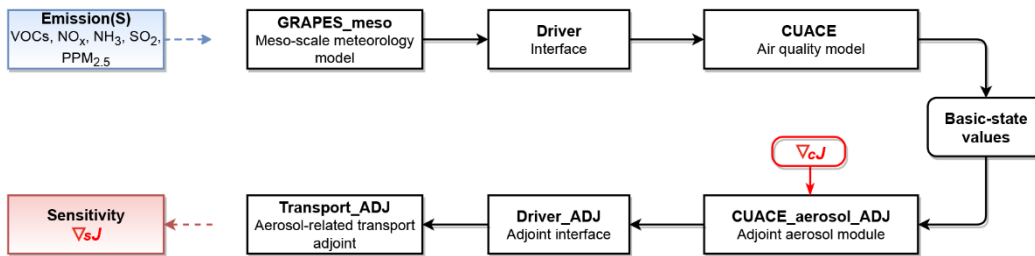 Emission(S)
VOCs, NOx, NH3, SO2,
PPM2.5
GRAPES_meso
Meso-scale meteorology
model
Driver
Interface
CUACE
Air quality model
Basic-state
values
∇cJ
CUACE_aerosol_ADJ
Adjoint aerosol module
Driver_ADJ
Adjoint interface
Transport_ADJ
Aerosol-related transport
adjoint
Sensitivity
∇sJ